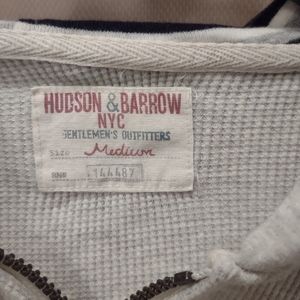 HUDSON & BARROW
NYC
GENTLEMEN'S OUTFITTERS
SIZE Medium
RN# 144487